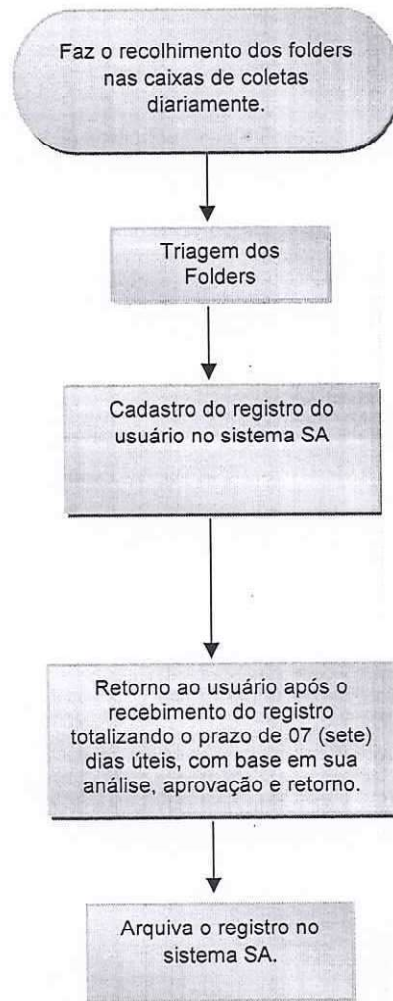 Faz o recolhimento dos folders
nas caixas de coletas
diariamente.
Triagem dos
Folders
Cadastro do registro do
usuário no sistema SA
Retorno ao usuário após o
recebimento do registro
totalizando o prazo de 07 (sete)
dias úteis, com base em sua
análise, aprovação e retorno.
Arquiva o registro no
sistema SA.